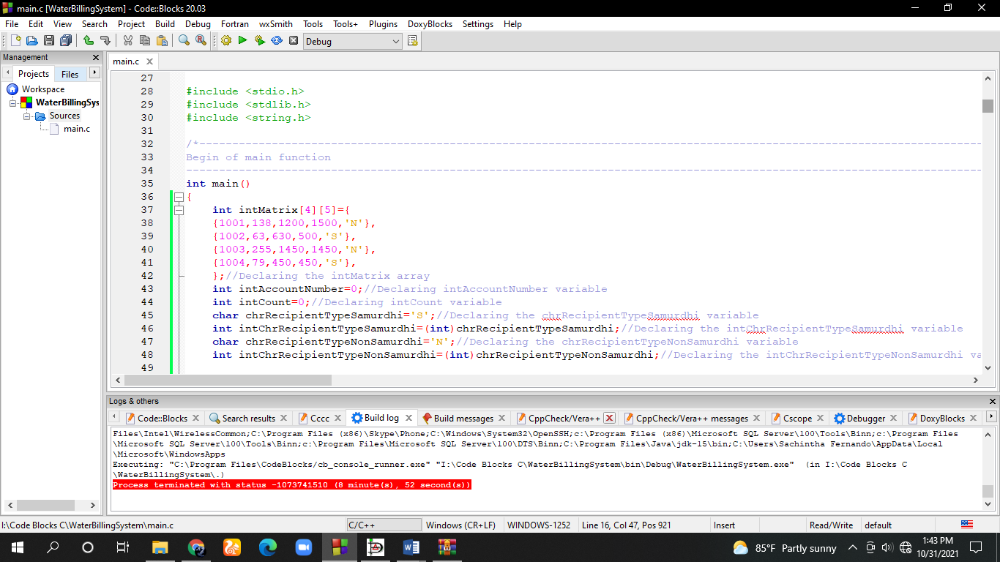 main.c [WaterBillingSystem] - Code::Blocks 20.03
File Edit View Search Project Build Debug Fortran wxSmith Tools Tools+ Plugins DoxyBlocks Settings Help
Debug
Management
Projects Files
Workspace
WaterBillingSys
Sources
main.c
main.c
27
28 #include <stdio.h>
29 #include <stdlib.h>
30 #include <string.h>
31
32 /*------------------------------------------------------------------------------------------------------------------------
33 Begin of main function
34 --------------------------------------------------------------------------------------------------------------------------
35 int main()
36 {
37 int intMatrix[4][5]={
38 {1001,138,1200,1500,'N'},
39 {1002,63,630,500,'S'},
40 {1003,255,1450,1450,'N'},
41 {1004,79,450,450,'S'},
42 };//Declaring the intMatrix array
43 int intAccountNumber=0;//Declaring intAccountNumber variable
44 int intCount=0;//Declaring intCount variable
45 char chrRecipientTypeSamurdhi='S';//Declaring the chrRecipientTypeSamurdhi variable
46 int intChrRecipientTypeSamurdhi=(int)chrRecipientTypeSamurdhi;//Declaring the intChrRecipientTypeSamurdhi variable
47 char chrRecipientTypeNonSamurdhi='N';//Declaring the chrRecipientTypeNonSamurdhi variable
48 int intChrRecipientTypeNonSamurdhi=(int)chrRecipientTypeNonSamurdhi;//Declaring the intChrRecipientTypeNonSamurdhi va
49
Logs & others
Code::Blocks Search results Cccc Build log Build messages CppCheck/Vera++ CppCheck/Vera++ messages Cscope Debugger DoxyBlocks
Files\Intel\WirelessCommon;C:\Program Files (x86)\Skype\Phone;C:\Windows\System32\OpenSSH;c:\Program Files (x86)\Microsoft SQL Server\100\Tools\Binn;c:\Program Files
\Microsoft SQL Server\100\Tools\Binn;c:\Program Files\Microsoft SQL Server\100\DTS\Binn;C:\Program Files\Java\jdk-15\bin;C:\Users\Sachintha Fernando\AppData\Local
\Microsoft\WindowsApps
Executing: "C:\Program Files\CodeBlocks/cb_console_runner.exe" "I:\Code Blocks C\WaterBillingSystem\bin\Debug\WaterBillingSystem.exe" (in I:\Code Blocks C
\WaterBillingSystem\.)
Process terminated with status -1073741510 (8 minute(s), 52 second(s))
I:\Code Blocks C\WaterBillingSystem\main.c C/C++ Windows (CR+LF) WINDOWS-1252 Line 16, Col 47, Pos 921 Insert Read/Write default
85°F Partly sunny
1:43 PM
10/31/2021